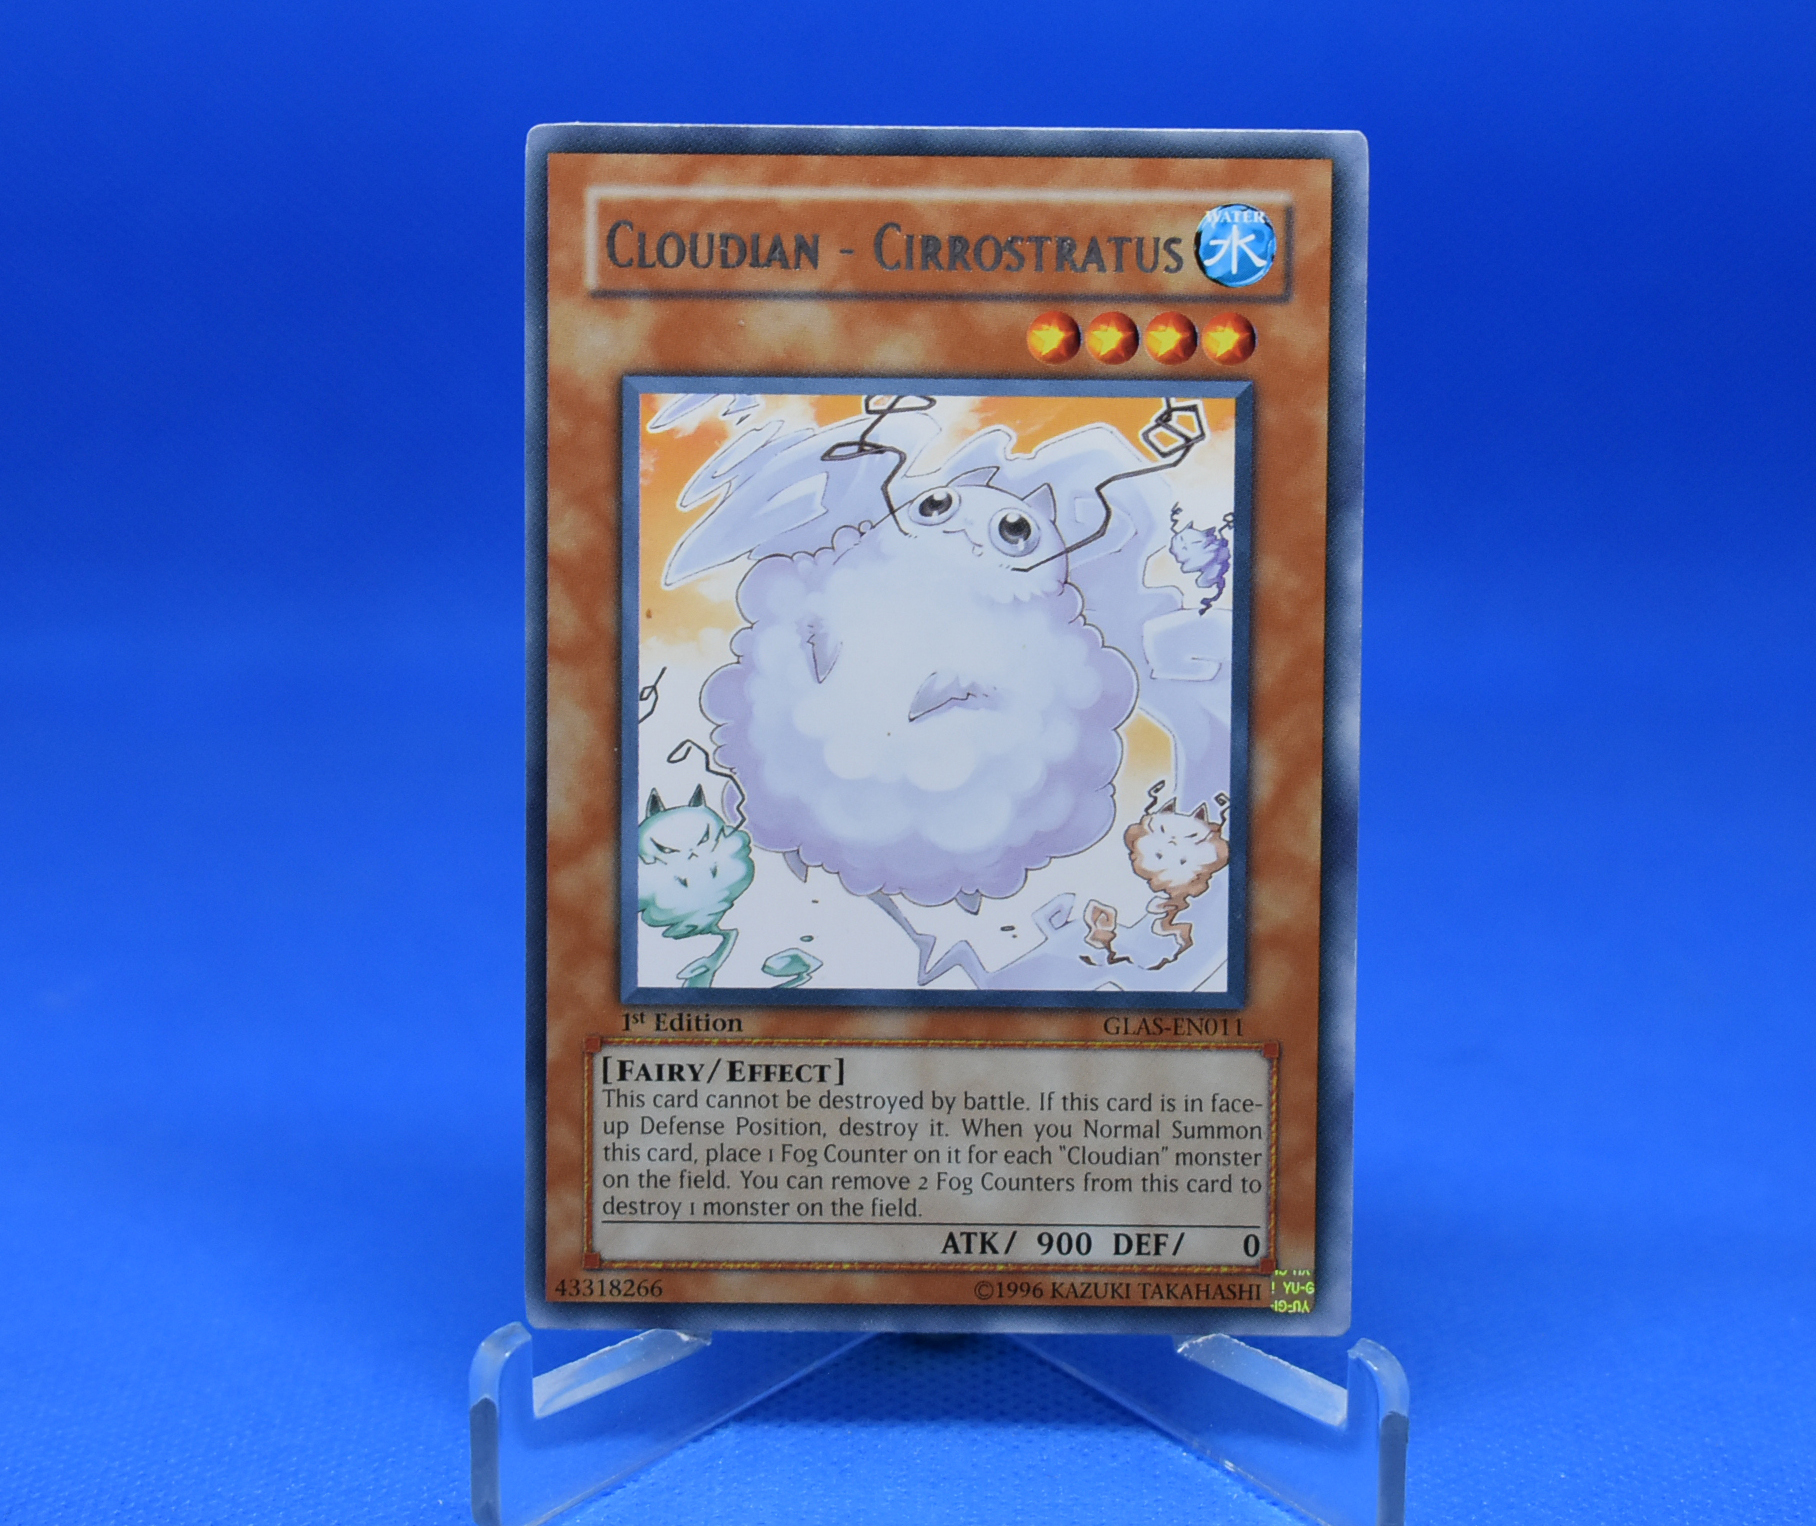 CLOUDIAN - CIRROSTRATUS
WATER
水
1st Edition
GLAS-EN011
[FAIRY/EFFECT]
This card cannot be destroyed by battle. If this card is in face-
up Defense Position, destroy it. When you Normal Summon
this card, place 1 Fog Counter on it for each "Cloudian" monster
on the field. You can remove 2 Fog Counters from this card to
destroy 1 monster on the field.
ATK/ 900 DEF/ 0
43318266
©1996 KAZUKI TAKAHASHI